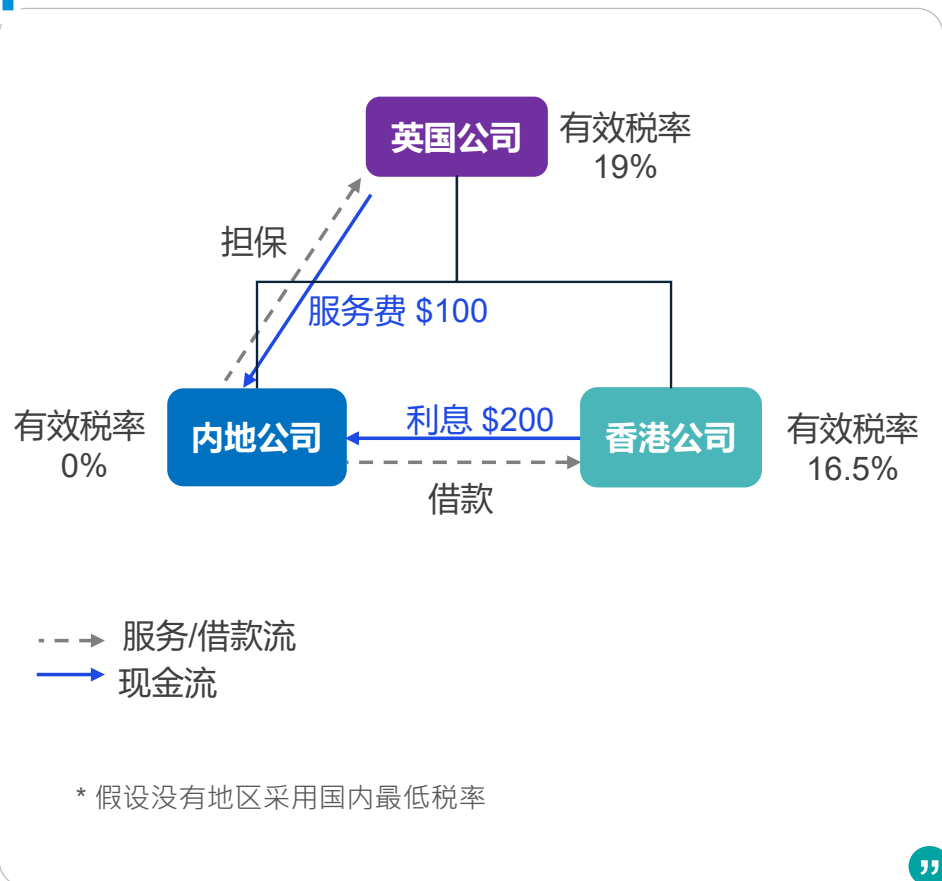 英国公司
有效税率
19%
担保
服务费 $100
有效税率
0%
内地公司
利息 $200
香港公司
有效税率
16.5%
借款
服务/借款流
现金流
* 假设没有地区采用国内最低税率
”